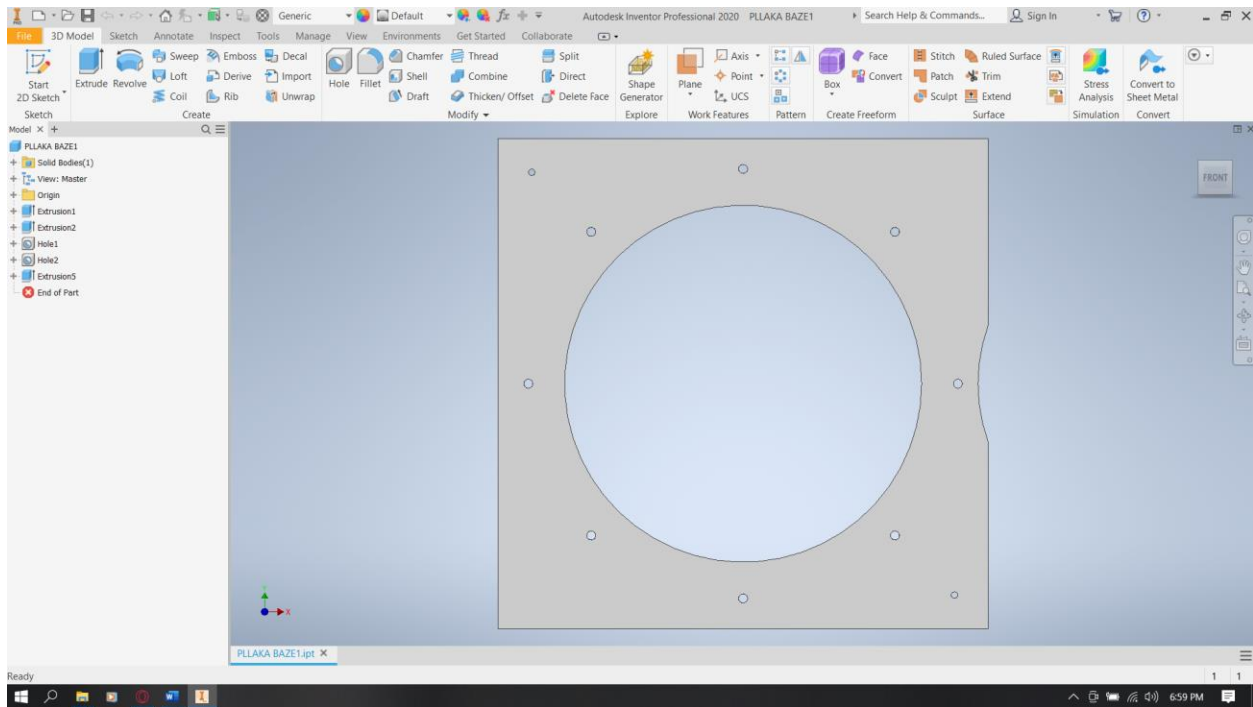 Generic Default Autodesk Inventor Professional 2020 PLLAKA BAZE1 Search Help & Commands... Sign In
File 3D Model Sketch Annotate Inspect Tools Manage View Environments Get Started Collaborate
Start 2D Sketch
Extrude Revolve
Sweep Emboss Decal
Loft Derive Import
Coil Rib Unwrap
Hole Fillet
Chamfer Thread Split
Shell Combine Direct
Draft Thicken/ Offset Delete Face
Shape Generator
Plane
Axis
Point
UCS
Box
Face
Convert
Stitch Ruled Surface
Patch Trim
Sculpt Extend
Stress Analysis
Convert to Sheet Metal
Sketch Create Modify Explore Work Features Pattern Create Freeform Surface Simulation Convert
Model × +
PLLAKA BAZE1
Solid Bodies(1)
View: Master
Origin
Extrusion1
Extrusion2
Hole1
Hole2
Extrusion5
End of Part
FRONT
Y
X
PLLAKA BAZE1.ipt ×
Ready 1 1
6:59 PM